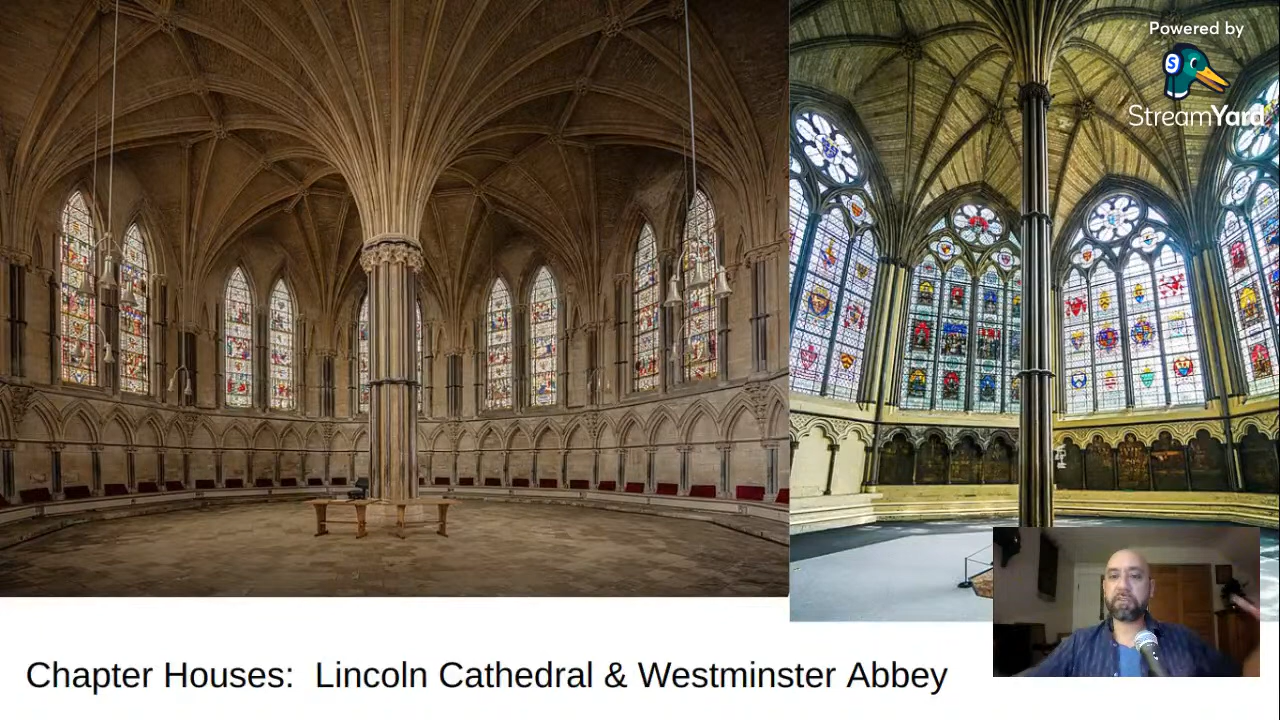 Powered by
S
StreamYard
Chapter Houses:  Lincoln Cathedral & Westminster Abbey